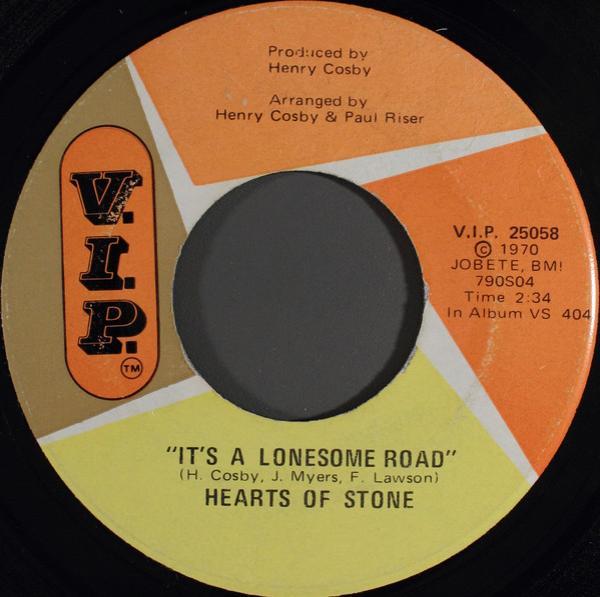 Produced by
Henry Cosby
Arranged by
Henry Cosby & Paul Riser
V.I.P.
TM
V.I.P. 25058
© 1970
JOBETE, BMI
790S04
Time 2:34
In Album VS 404
"IT'S A LONESOME ROAD"
(H. Cosby, J. Myers, F. Lawson)
HEARTS OF STONE